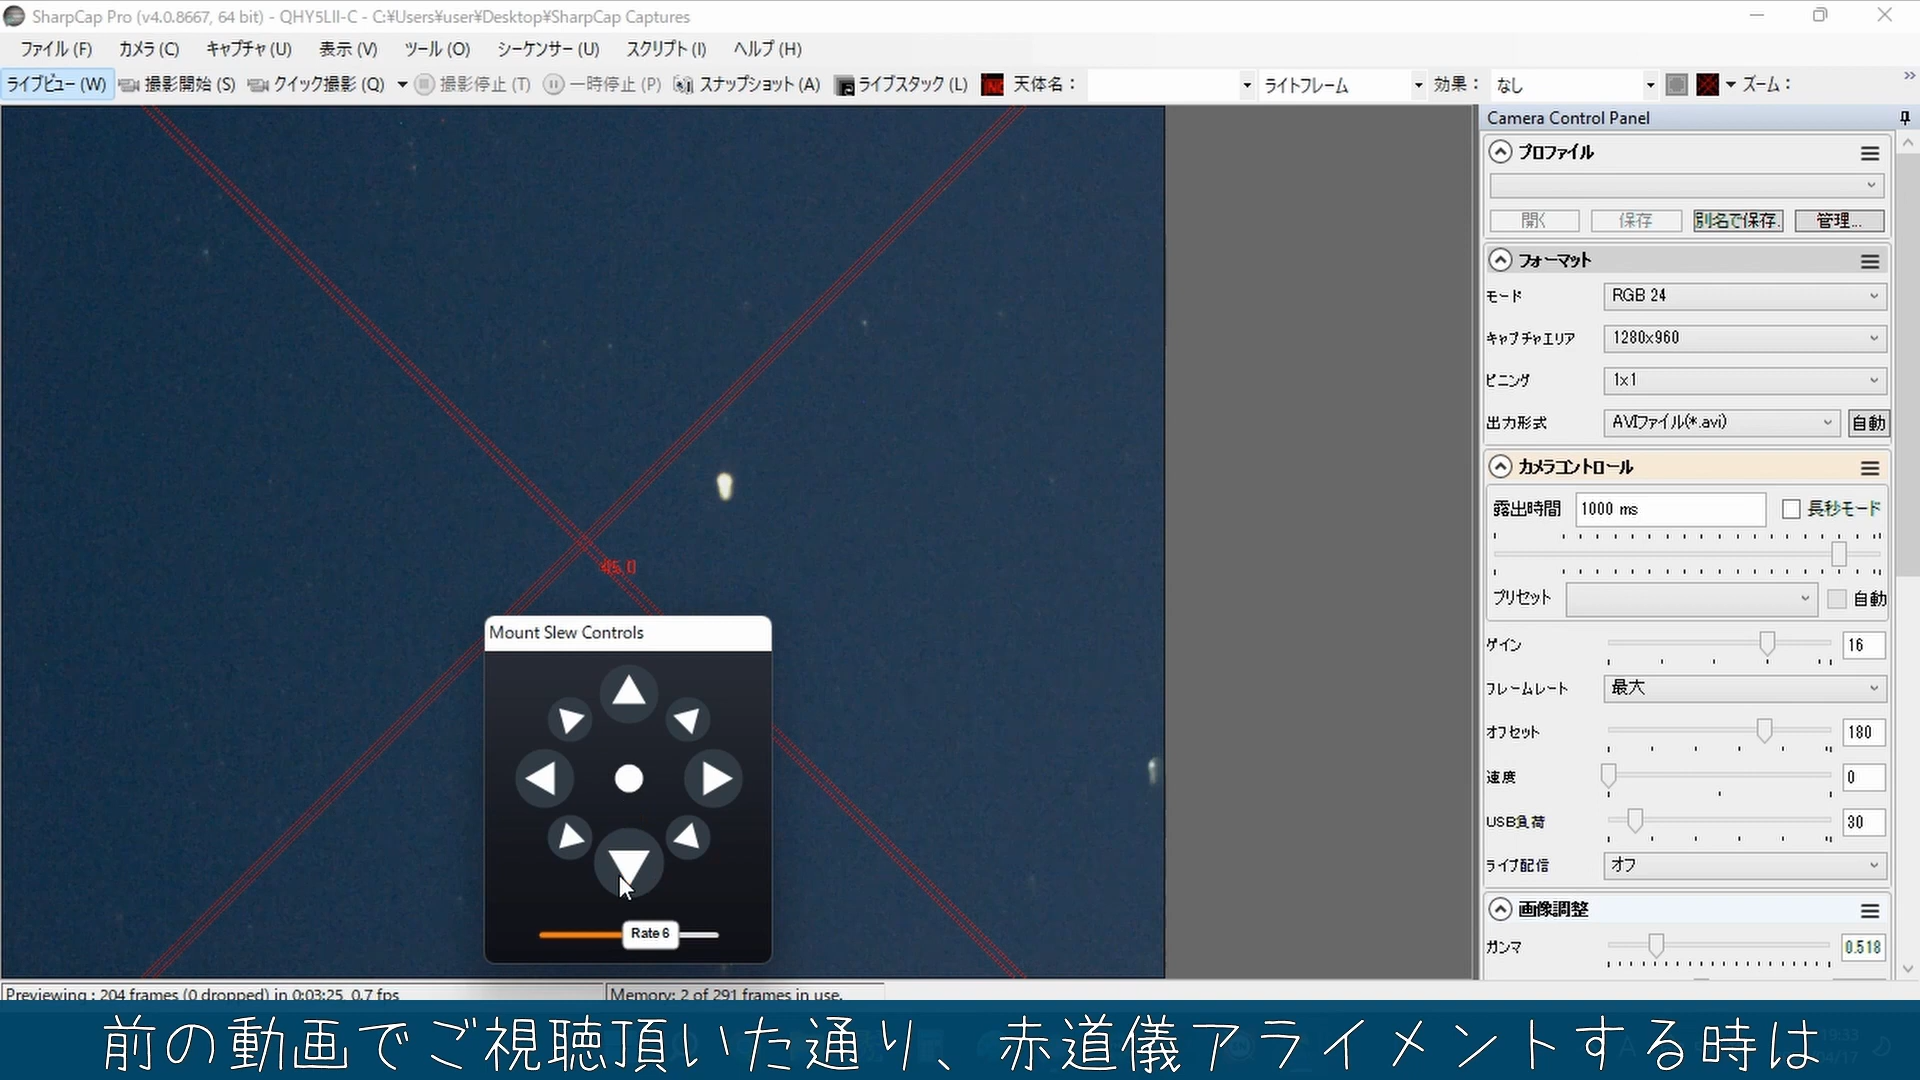 SharpCap Pro (v4.0.8667, 64 bit) - QHY5LII-C - C:¥Users¥user¥Desktop¥SharpCap Captures
ファイル (F) カメラ (C) キャプチャ (U) 表示 (V) ツール (O) シーケンサー (U) スクリプト (I) ヘルプ (H)
ライブビュー (W) 撮影開始 (S) クイック撮影 (Q) 撮影停止 (T) 一時停止 (P) スナップショット (A) ライブスタック (L) 天体名： ライトフレーム 効果： なし ズーム：
Camera Control Panel
プロファイル
開く 保存 別名で保存. 管理...
フォーマット
モード RGB 24
キャプチャエリア 1280x960
ビニング 1x1
出力形式 AVIファイル(*.avi) 自動
カメラコントロール
露出時間 1000 ms 長秒モード
プリセット 自動
ゲイン 16
フレームレート 最大
オフセット 180
速度 0
USB負荷 30
ライブ配信 オフ
画像調整
ガンマ 0.518
45.0
Mount Slew Controls
Rate 6
Previewing : 204 frames (0 dropped) in 0:03:25, 0.7 fps Memory: 2 of 291 frames in use.
前の動画でご視聴頂いた通り、赤道儀アライメントする時は